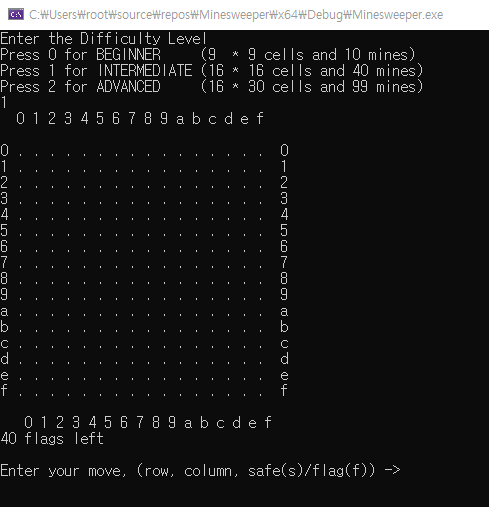 C:\Users\root\source\repos\Minesweeper\x64\Debug\Minesweeper.exe
Enter the Difficulty Level
Press 0 for BEGINNER     (9  * 9 cells and 10 mines)
Press 1 for INTERMEDIATE (16 * 16 cells and 40 mines)
Press 2 for ADVANCED     (16 * 30 cells and 99 mines)
1
  0 1 2 3 4 5 6 7 8 9 a b c d e f
0 . . . . . . . . . . . . . . . .  0
1 . . . . . . . . . . . . . . . .  1
2 . . . . . . . . . . . . . . . .  2
3 . . . . . . . . . . . . . . . .  3
4 . . . . . . . . . . . . . . . .  4
5 . . . . . . . . . . . . . . . .  5
6 . . . . . . . . . . . . . . . .  6
7 . . . . . . . . . . . . . . . .  7
8 . . . . . . . . . . . . . . . .  8
9 . . . . . . . . . . . . . . . .  9
a . . . . . . . . . . . . . . . .  a
b . . . . . . . . . . . . . . . .  b
c . . . . . . . . . . . . . . . .  c
d . . . . . . . . . . . . . . . .  d
e . . . . . . . . . . . . . . . .  e
f . . . . . . . . . . . . . . . .  f
   0 1 2 3 4 5 6 7 8 9 a b c d e f
40 flags left
Enter your move, (row, column, safe(s)/flag(f)) ->